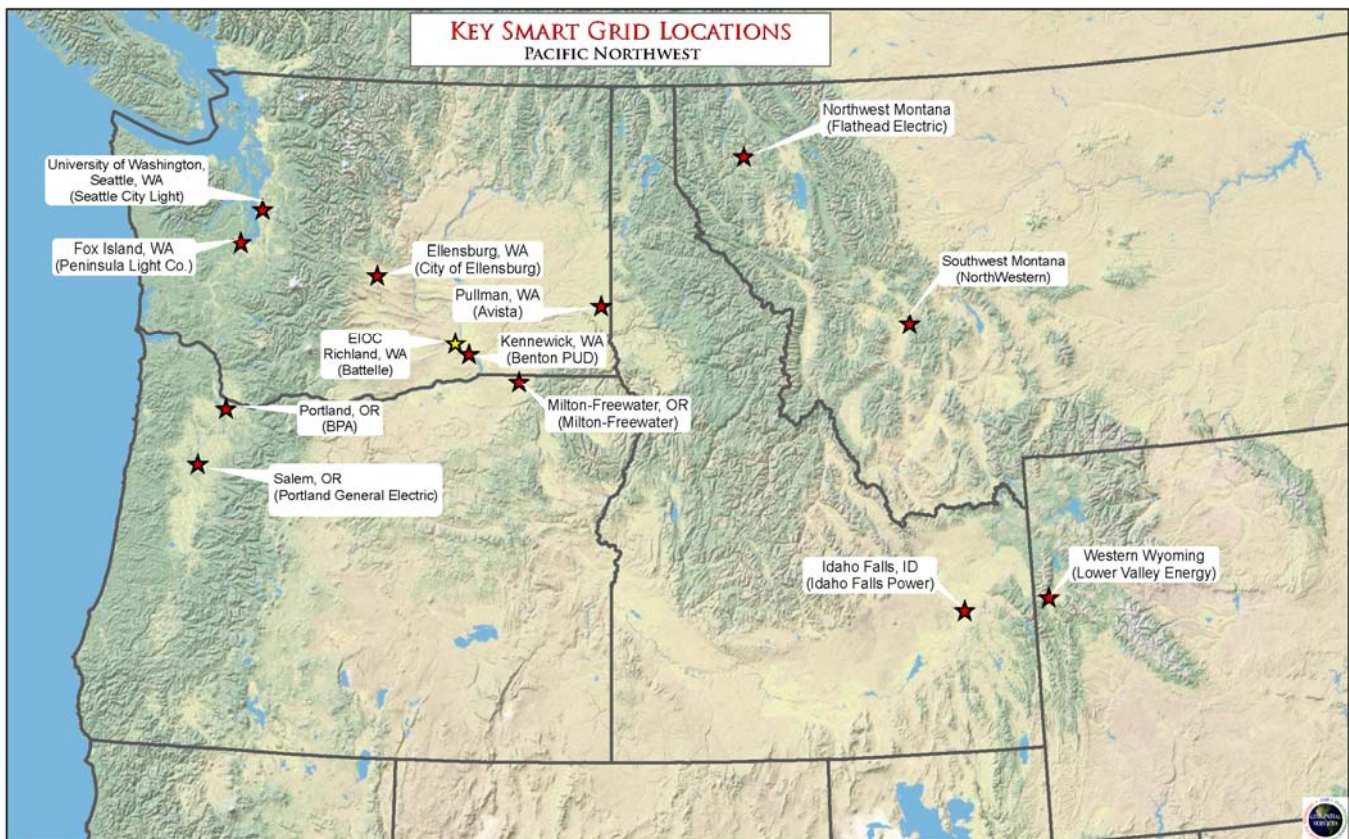 KEY SMART GRID LOCATIONS
PACIFIC NORTHWEST
Northwest Montana
(Flathead Electric)
University of Washington,
Seattle, WA
(Seattle City Light)
Fox Island, WA
(Peninsula Light Co.)
Ellensburg, WA
(City of Ellensburg)
Southwest Montana
(NorthWestern)
Pullman, WA
(Avista)
EIOC
Richland, WA
(Battelle)
Kennewick, WA
(Benton PUD)
Portland, OR
(BPA)
Milton-Freewater, OR
(Milton-Freewater)
Salem, OR
(Portland General Electric)
Idaho Falls, ID
(Idaho Falls Power)
Western Wyoming
(Lower Valley Energy)